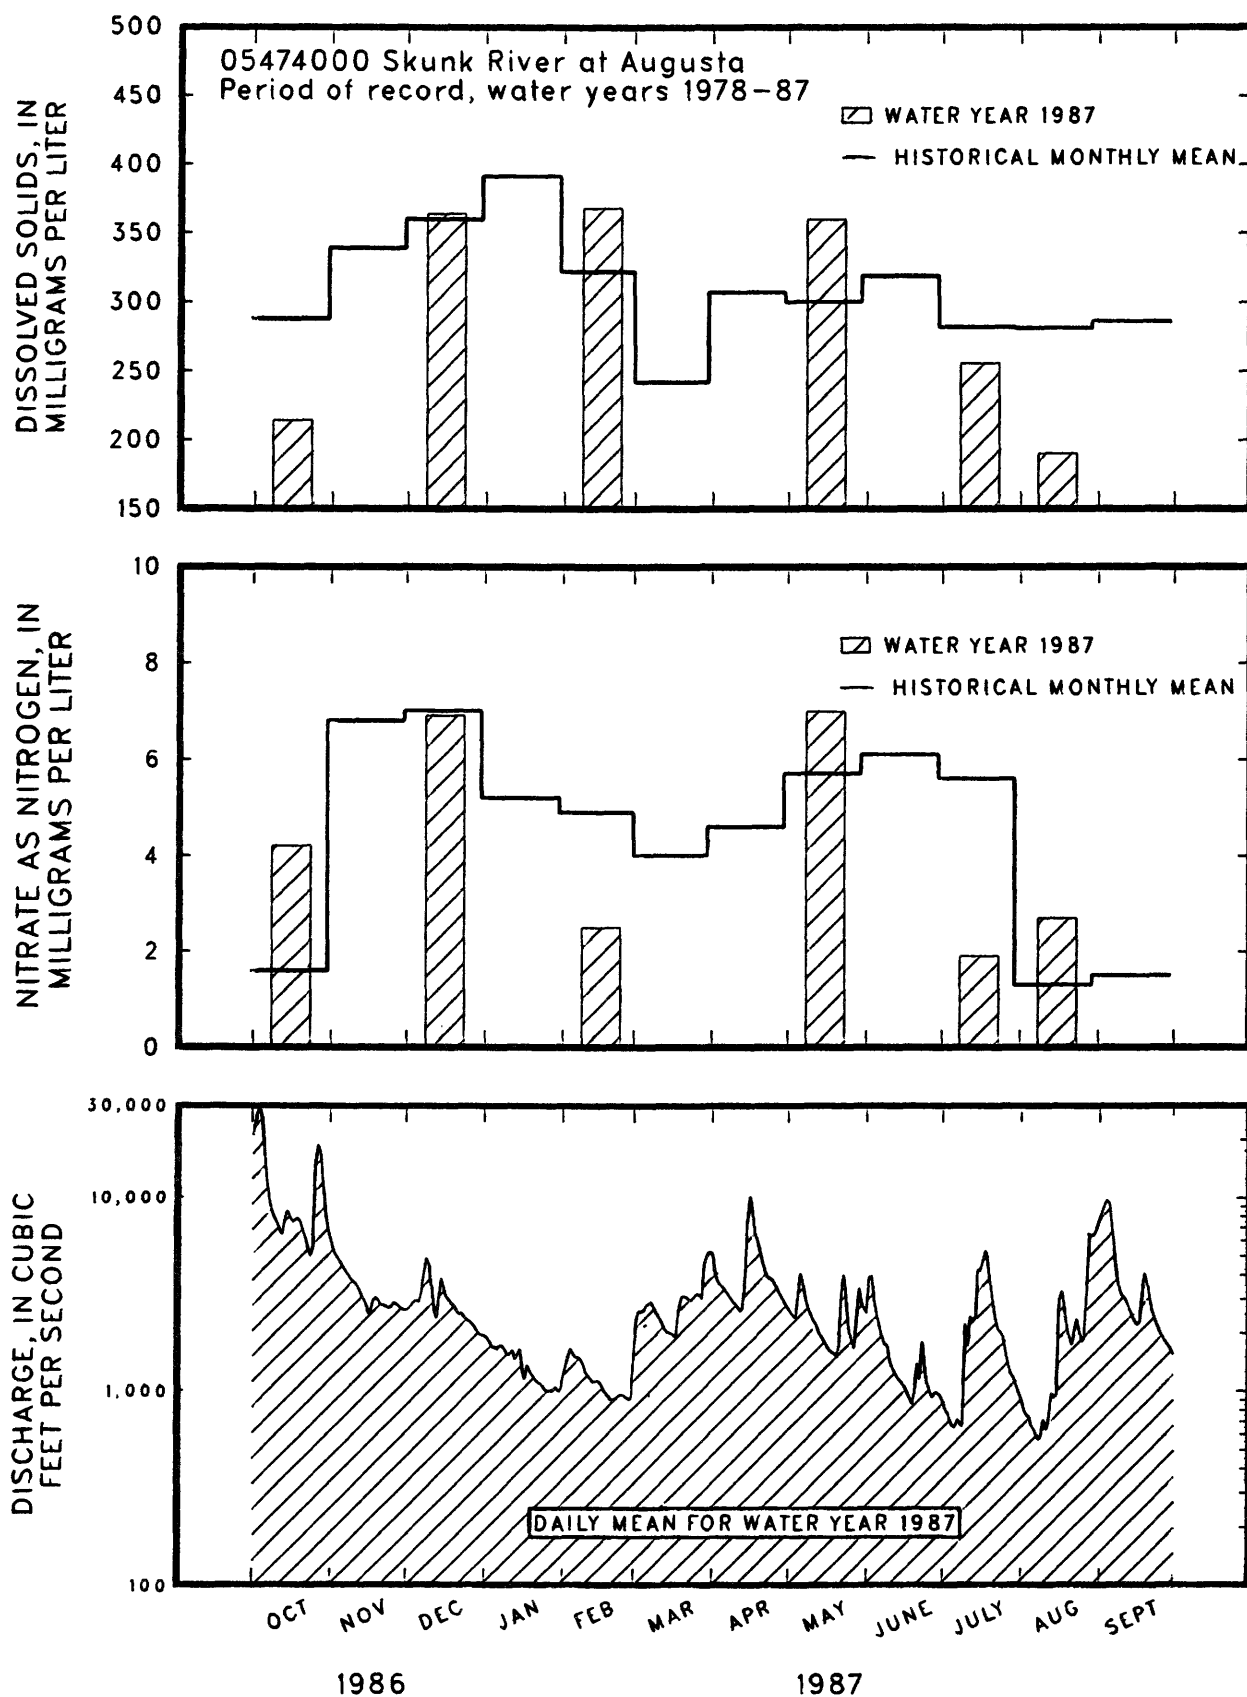 500
05474000 Skunk River at Augusta
Period of record, water years 1978-87
450
WATER YEAR 1987
400
HISTORICAL MONTHLY MEAN
350
300
250
200
150
DISSOLVED SOLIDS, IN
MILLIGRAMS PER LITER
10
8
WATER YEAR 1987
HISTORICAL MONTHLY MEAN
6
4
2
0
NITRATE AS NITROGEN, IN
MILLIGRAMS PER LITER
30,000
10,000
1,000
100
DISCHARGE, IN CUBIC
FEET PER SECOND
DAILY MEAN FOR WATER YEAR 1987
OCT NOV DEC JAN FEB MAR APR MAY JUNE JULY AUG SEPT
1986 1987